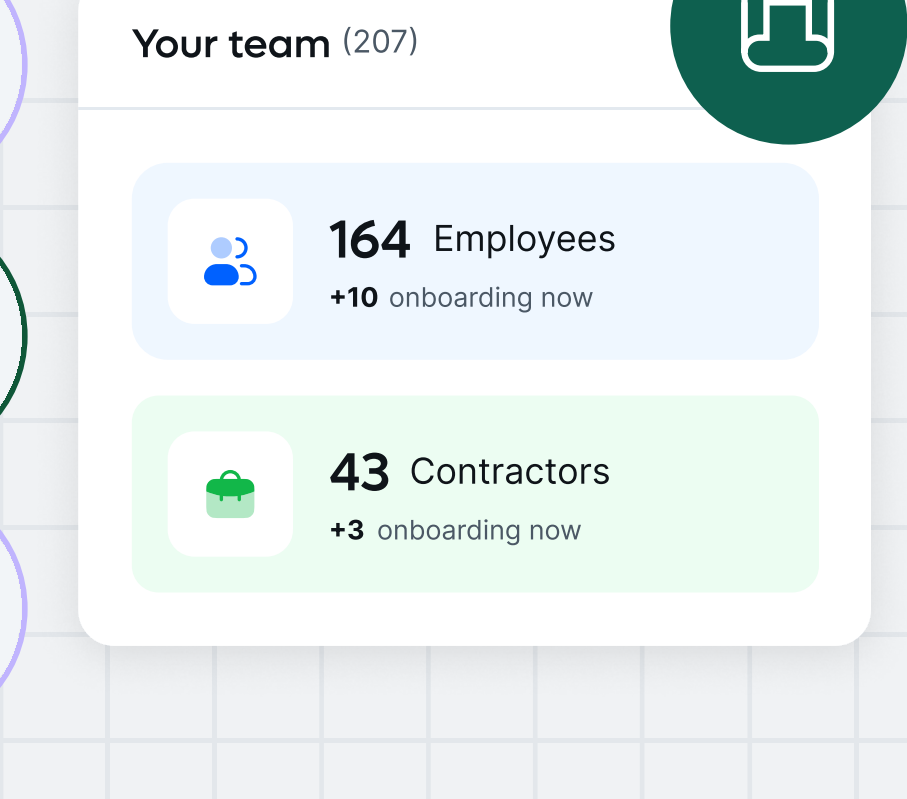 Your team (207)
164 Employees
+10 onboarding now
43 Contractors
+3 onboarding now